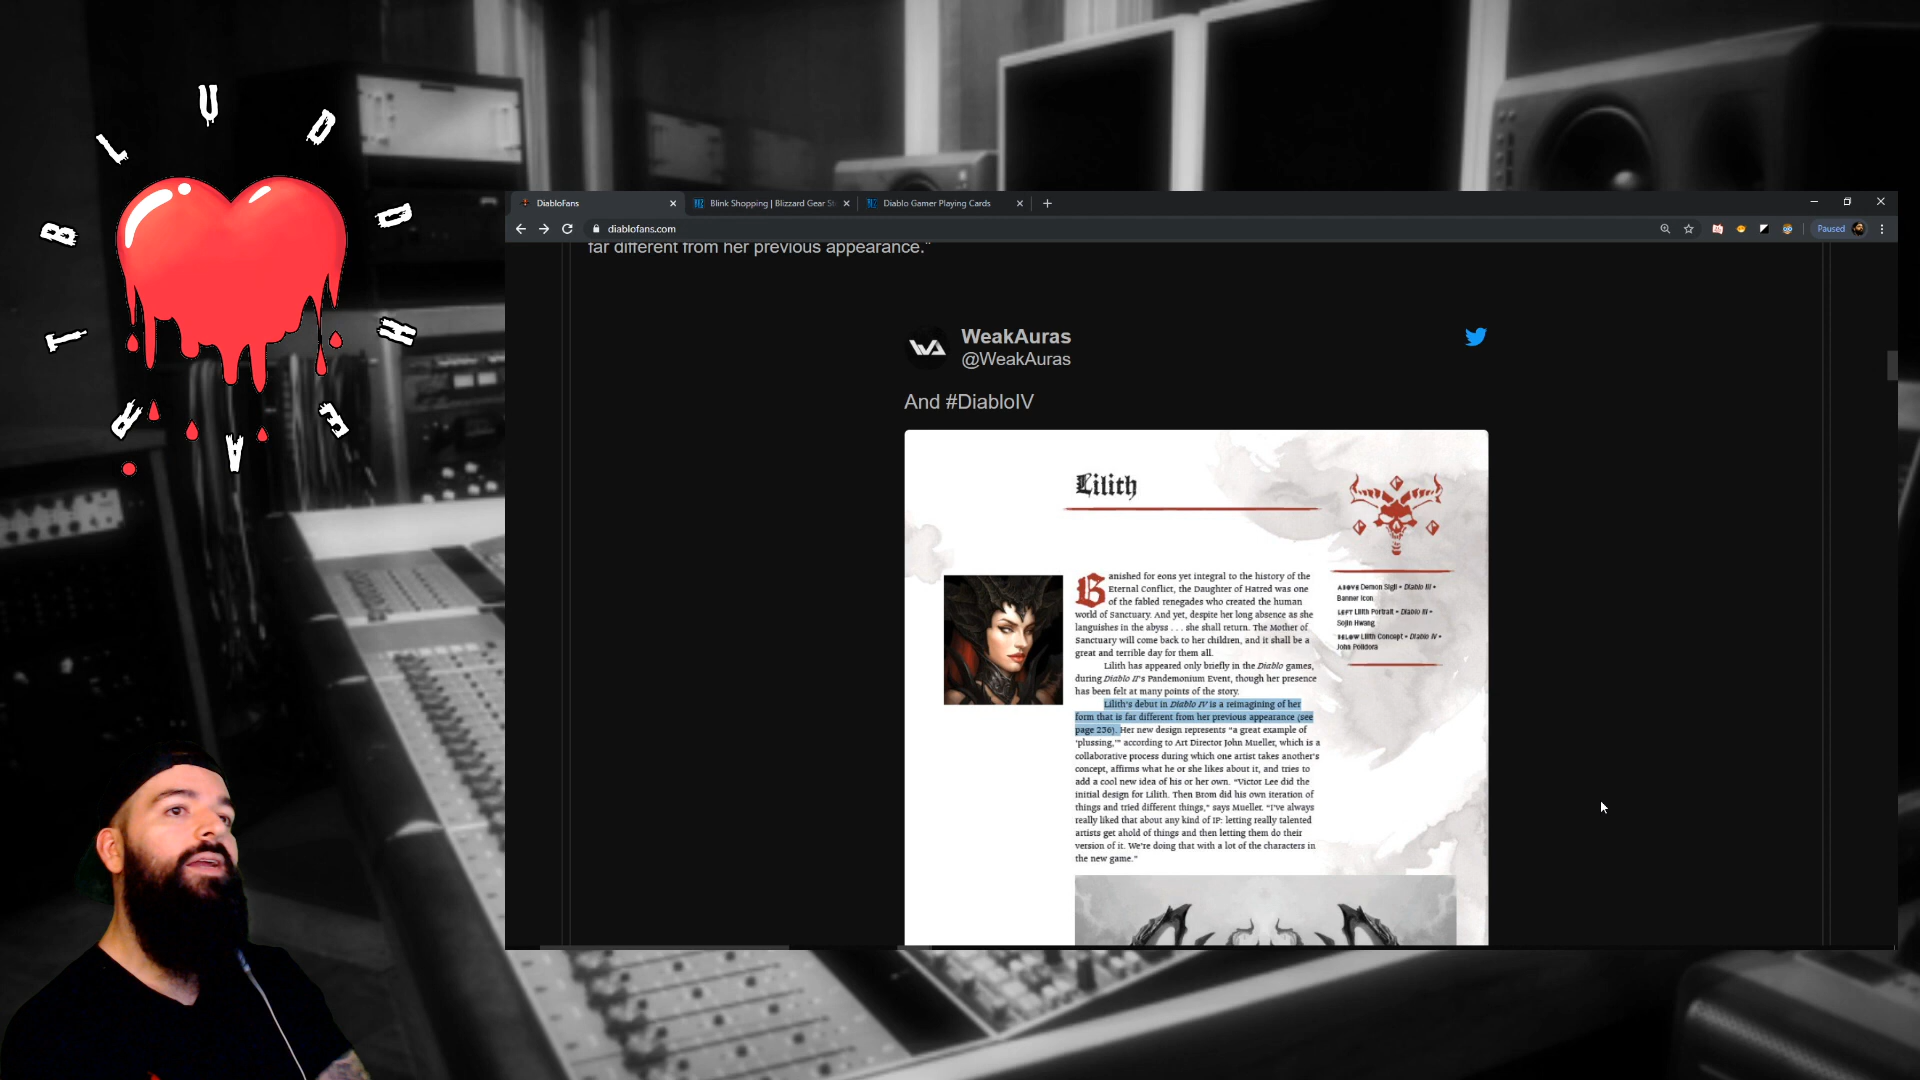 BLUDDHEART
DiabloFans
Blink Shopping | Blizzard Gear St
Diablo Gamer Playing Cards
diablofans.com
Paused
far different from her previous appearance."
WeakAuras
@WeakAuras
And #DiabloIV
Lilith
Banished for eons yet integral to the history of the
Eternal Conflict, the Daughter of Hatred was one
of the fabled renegades who created the human
world of Sanctuary. And yet, despite her long absence as she
languishes in the abyss . . . she shall return. The Mother of
Sanctuary will come back to her children, and it shall be a
great and terrible day for them all.
Lilith has appeared only briefly in the Diablo games,
during Diablo II's Pandemonium Event, though her presence
has been felt at many points of the story.
Lilith's debut in Diablo IV is a reimagining of her
form that is far different from her previous appearance (see
page 236). Her new design represents "a great example of
'plussing,'" according to Art Director John Mueller, which is a
collaborative process during which one artist takes another's
concept, affirms what he or she likes about it, and tries to
add a cool new idea of his or her own. "Victor Lee did the
initial design for Lilith. Then Brom did his own iteration of
things and tried different things," says Mueller. "I've always
really liked that about any kind of IP: letting really talented
artists get ahold of things and then letting them do their
version of it. We're doing that with a lot of the characters in
the new game."
ABOVE Demon Sigil • Diablo III •
Banner Icon
LEFT Lilith Portrait • Diablo III •
Sojin Hwang
BELOW Lilith Concept • Diablo IV •
John Polidora